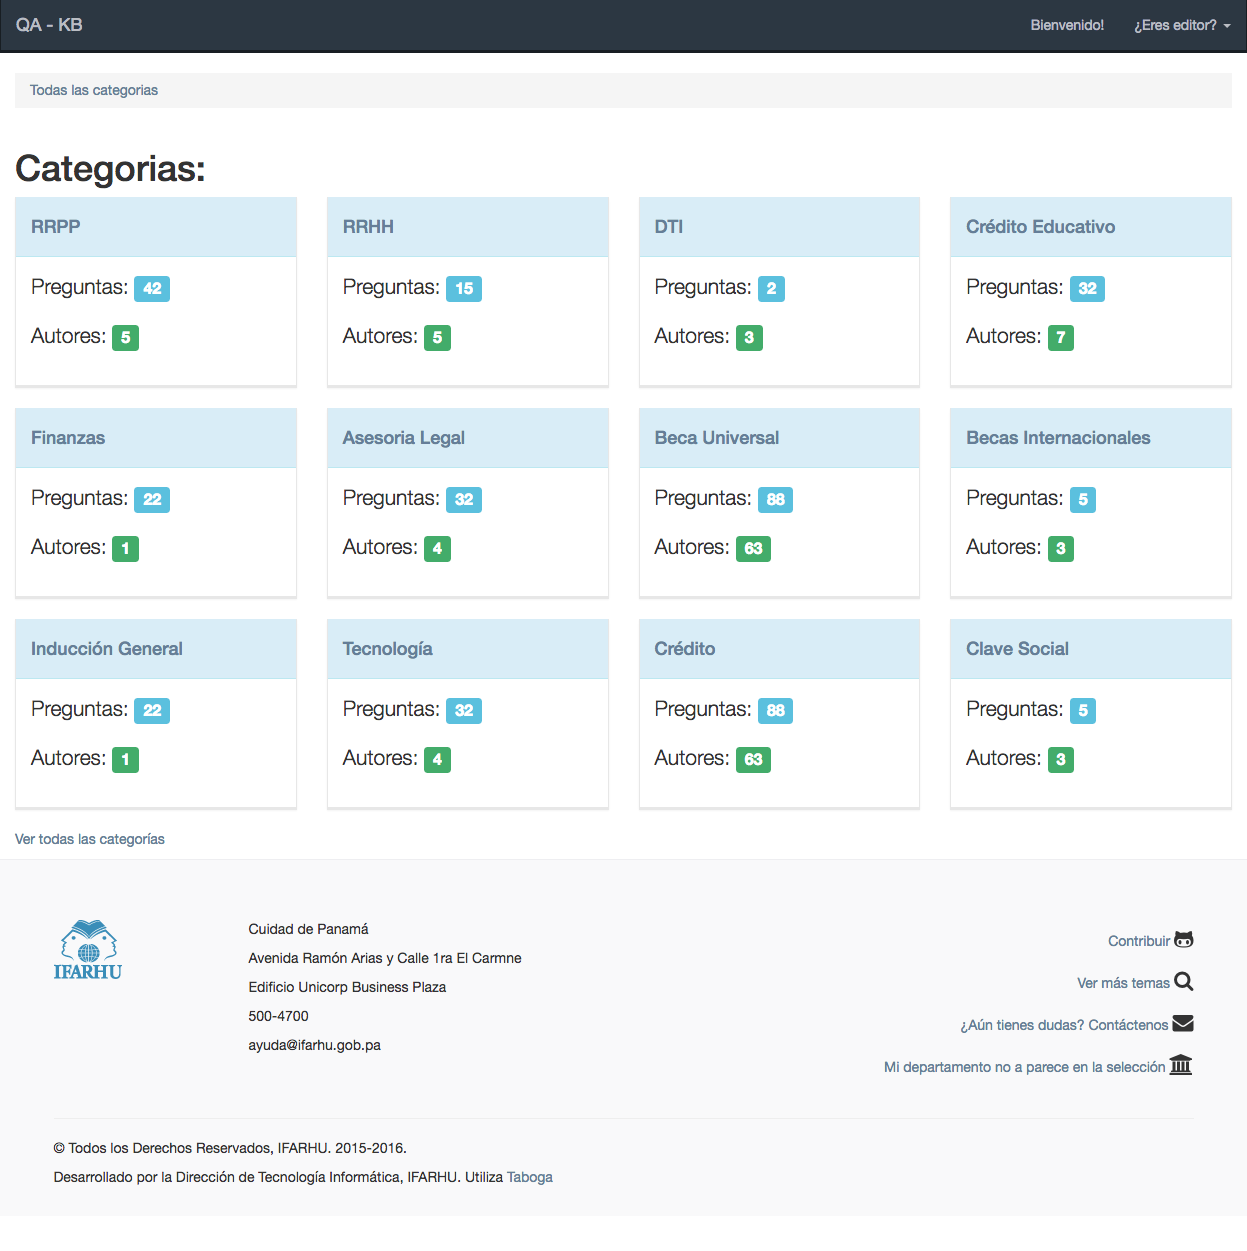 QA - KB
Bienvenido! ¿Eres editor?
Todas las categorias
Categorias:
RRPP
Preguntas: 42
Autores: 5
RRHH
Preguntas: 15
Autores: 5
DTI
Preguntas: 2
Autores: 3
Crédito Educativo
Preguntas: 32
Autores: 7
Finanzas
Preguntas: 22
Autores: 1
Asesoria Legal
Preguntas: 32
Autores: 4
Beca Universal
Preguntas: 88
Autores: 63
Becas Internacionales
Preguntas: 5
Autores: 3
Inducción General
Preguntas: 22
Autores: 1
Tecnología
Preguntas: 32
Autores: 4
Crédito
Preguntas: 88
Autores: 63
Clave Social
Preguntas: 5
Autores: 3
Ver todas las categorías
IFARHU
Cuidad de Panamá
Avenida Ramón Arias y Calle 1ra El Carmne
Edificio Unicorp Business Plaza
500-4700
ayuda@ifarhu.gob.pa
Contribuir
Ver más temas
¿Aún tienes dudas? Contáctenos
Mi departamento no a parece en la selección
© Todos los Derechos Reservados, IFARHU. 2015-2016.
Desarrollado por la Dirección de Tecnología Informática, IFARHU. Utiliza Taboga